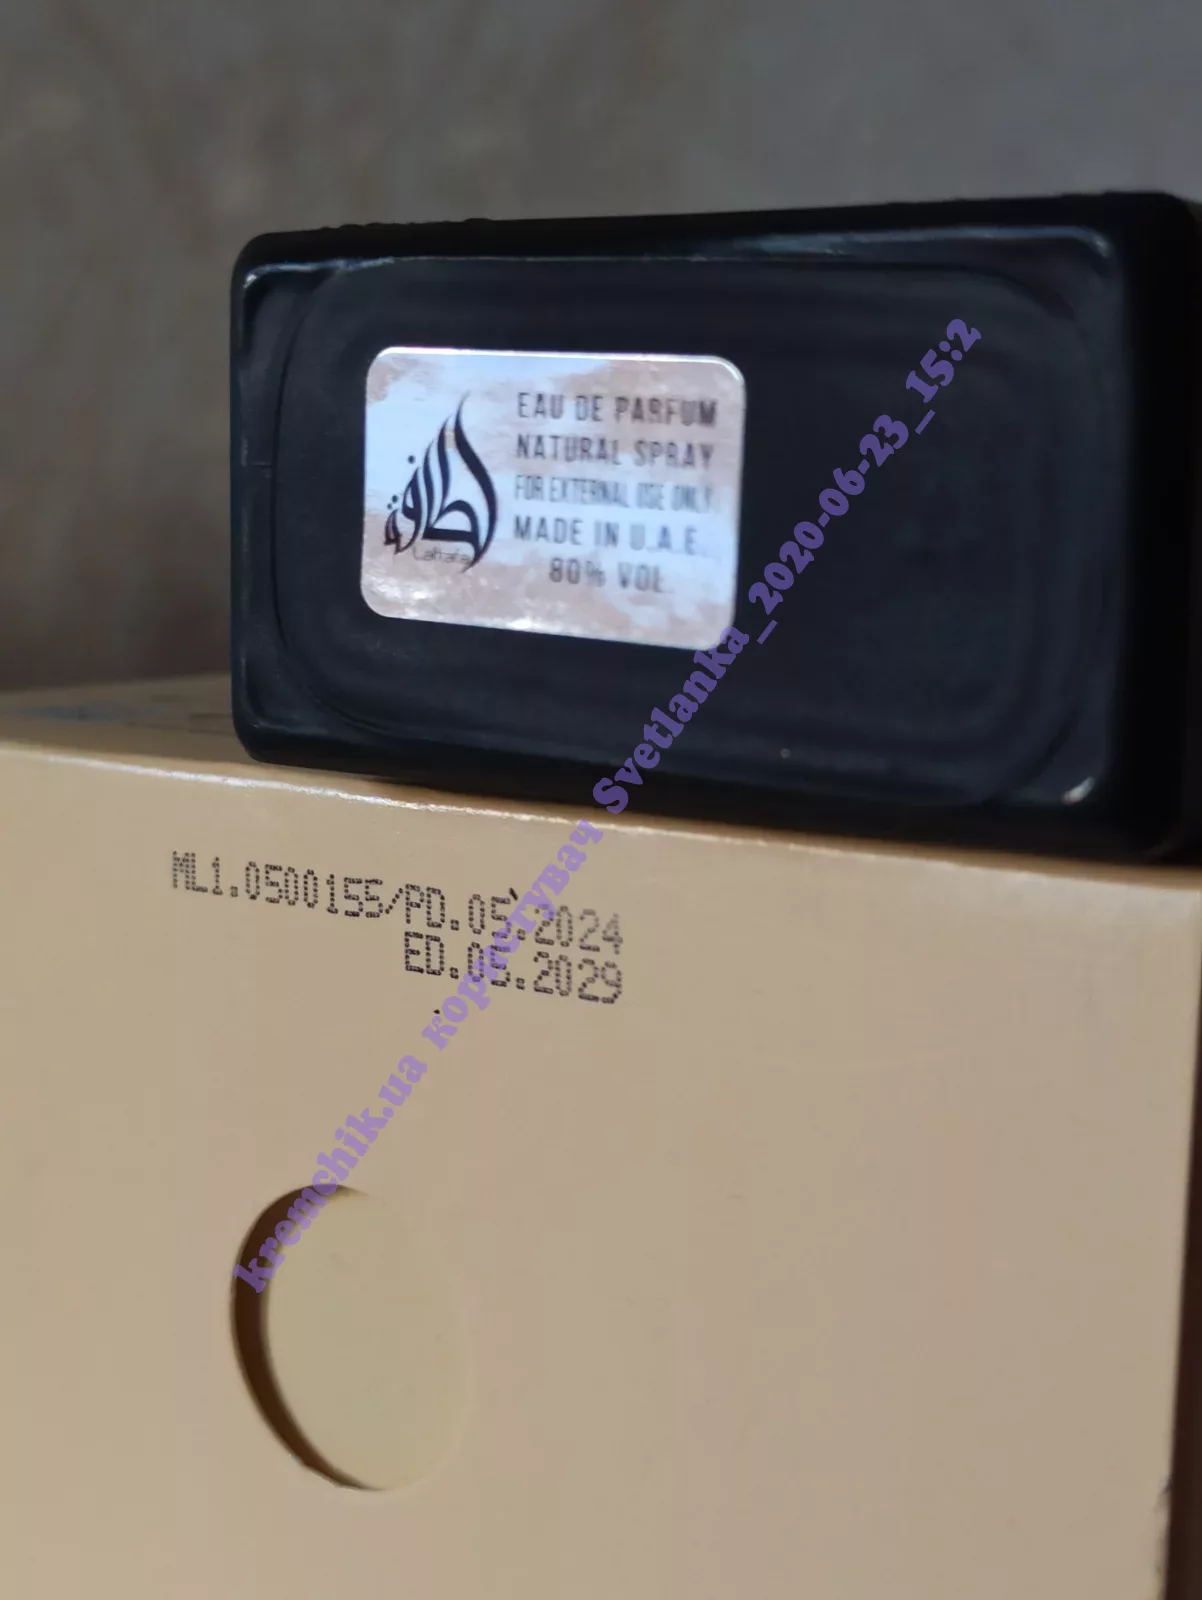 EAU DE PARFUM
NATURAL SPRAY
FOR EXTERNAL USE ONLY.
MADE IN U.A.E.
80% VOL.
لطافة
Lattafa
ML1.0500155/PD.05.2024
ED.05.2029
kremchik.ua користувач Svetlanka_2020-06-23_15:2